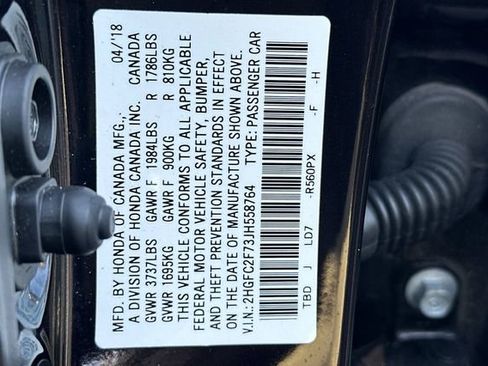 MFD. BY HONDA OF CANADA MFG., 04/'18
A DIVISION OF HONDA CANADA INC. CANADA
GVWR 3737LBS GAWR F 1984LBS R 1786LBS
GVWR 1695KG GAWR F 900KG R 810KG
THIS VEHICLE CONFORMS TO ALL APPLICABLE
FEDERAL MOTOR VEHICLE SAFETY, BUMPER,
AND THEFT PREVENTION STANDARDS IN EFFECT
ON THE DATE OF MANUFACTURE SHOWN ABOVE.
V.I.N.:2HGFC2F73JH558764 TYPE:PASSENGER CAR
-R560PX -F -H
TBD J LD7